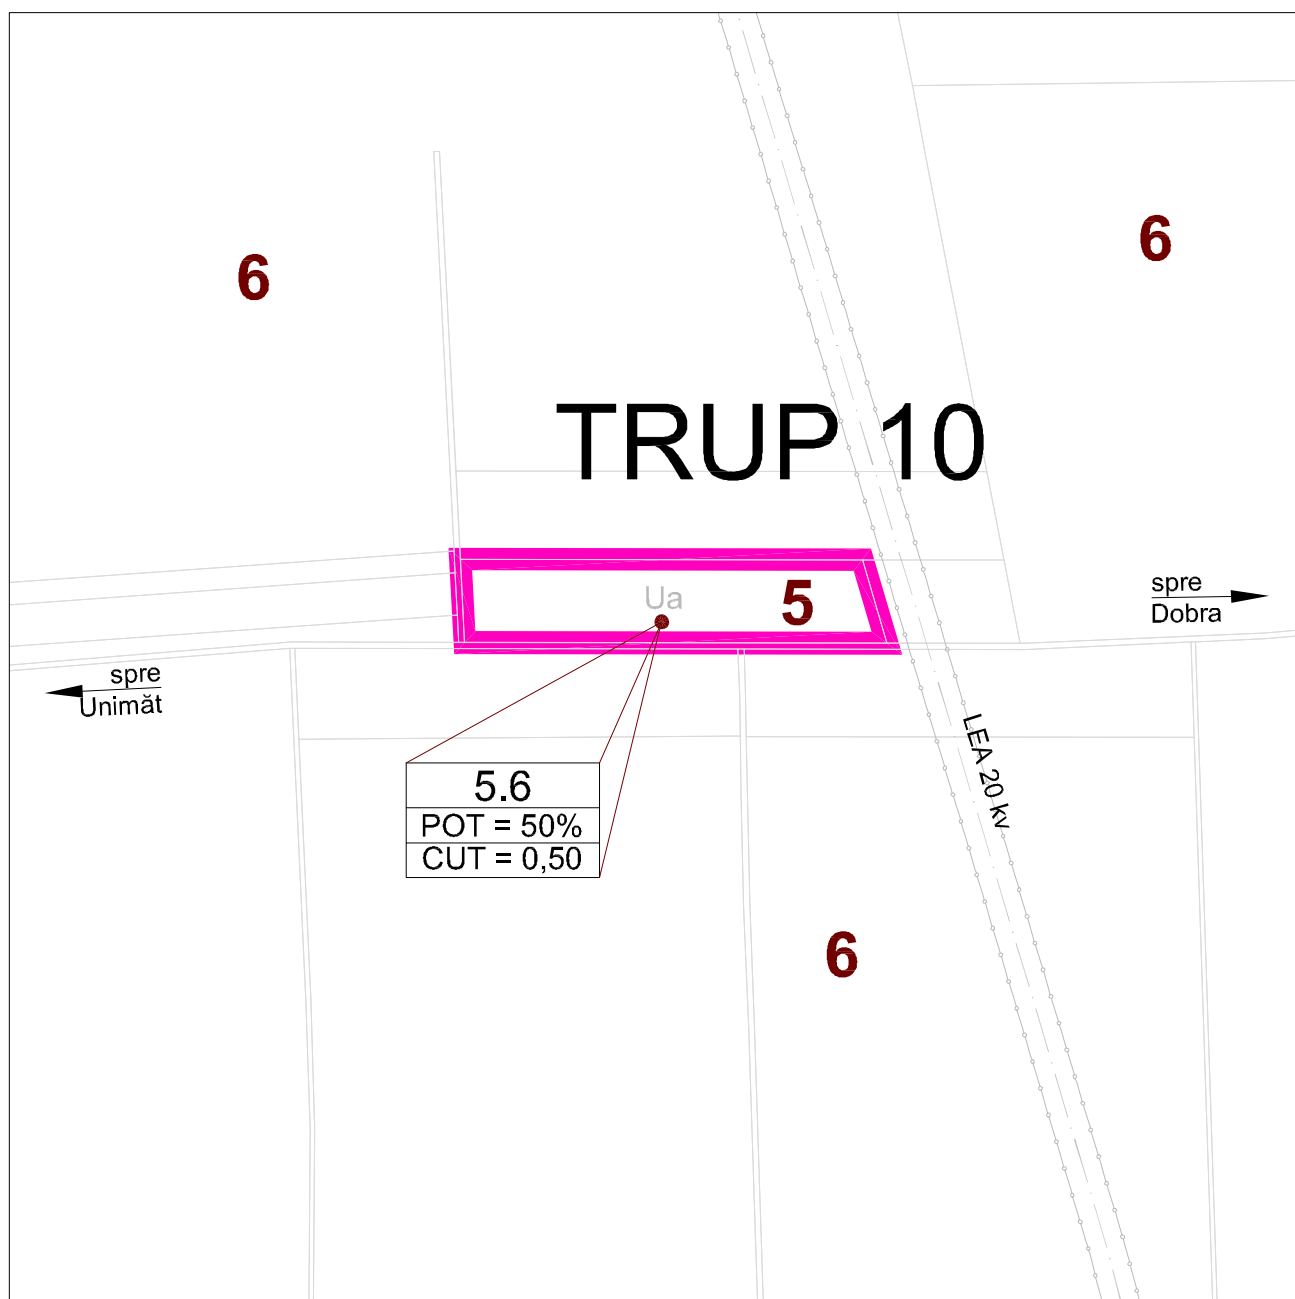 6
6
TRUP 10
Ua
5
spre
Dobra
spre
Unimăt
LEA 20 kv
5.6
POT = 50%
CUT = 0,50
6